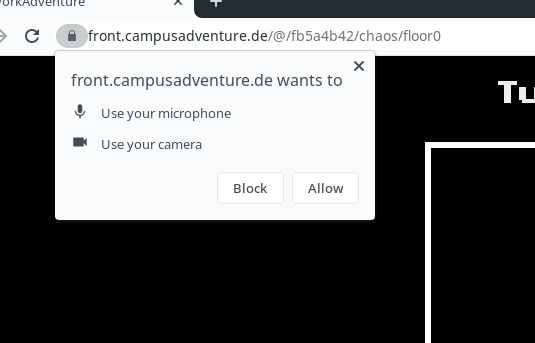 front.campusadventure.de/@/fb5a4b42/chaos/floor0
front.campusadventure.de wants to
Use your microphone
Use your camera
Block Allow